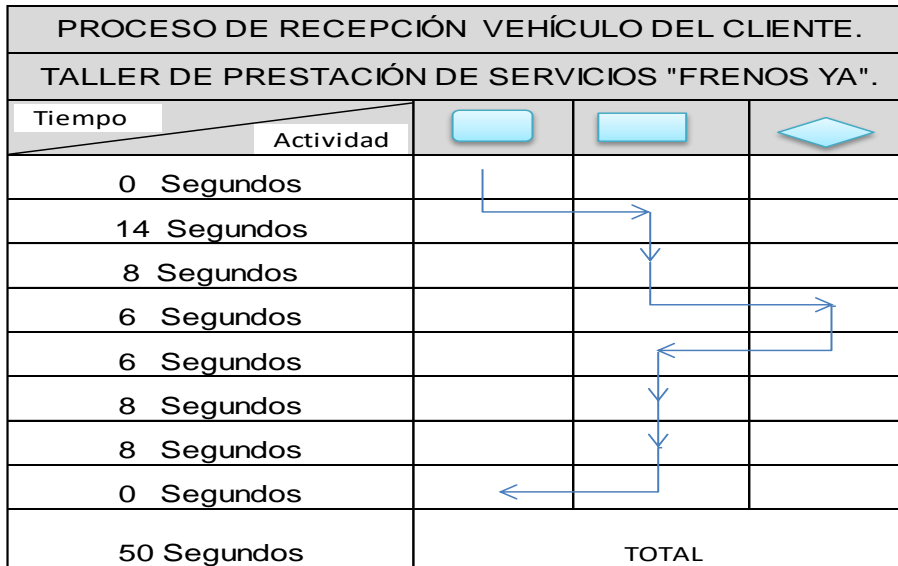 PROCESO DE RECEPCIÓN VEHÍCULO DEL CLIENTE.
TALLER DE PRESTACIÓN DE SERVICIOS "FRENOS YA".
Tiempo
Actividad
0 Segundos
14 Segundos
8 Segundos
6 Segundos
6 Segundos
8 Segundos
8 Segundos
0 Segundos
50 Segundos TOTAL